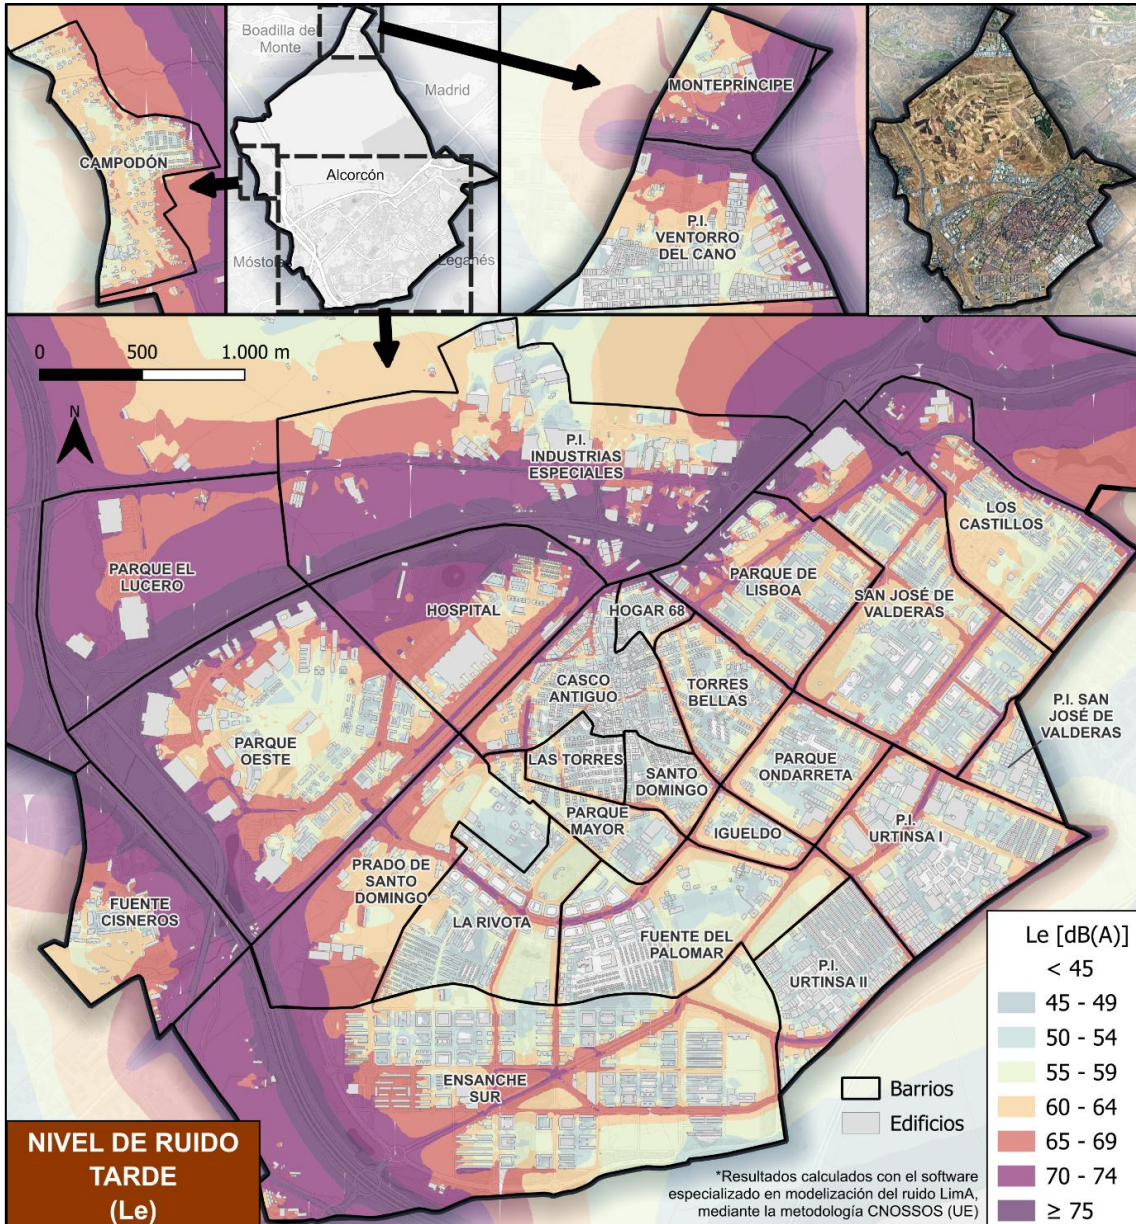 Boadilla del
Monte
Madrid
Alcorcón
Móstoles
Leganés
CAMPODÓN
MONTEPRÍNCIPE
P.I.
VENTORRO
DEL CANO
0 500 1.000 m
N
P.I.
INDUSTRIAS
ESPECIALES
LOS
CASTILLOS
PARQUE EL
LUCERO
HOSPITAL
PARQUE DE
LISBOA
SAN JOSÉ DE
VALDERAS
HOGAR 68
CASCO
ANTIGUO
TORRES
BELLAS
P.I. SAN
JOSÉ DE
VALDERAS
PARQUE
OESTE
LAS TORRES
SANTO
DOMINGO
PARQUE
ONDARRETA
PARQUE
MAYOR
IGUELDO
P.I.
URTINSA I
PRADO DE
SANTO
DOMINGO
FUENTE
CISNEROS
LA RIVOTA
FUENTE DEL
PALOMAR
P.I.
URTINSA II
ENSANCHE
SUR
Le [dB(A)]
< 45
45 - 49
50 - 54
55 - 59
60 - 64
65 - 69
70 - 74
≥ 75
Barrios
Edificios
NIVEL DE RUIDO
TARDE
(Le)
*Resultados calculados con el software
especializado en modelización del ruido LimA,
mediante la metodología CNOSSOS (UE)